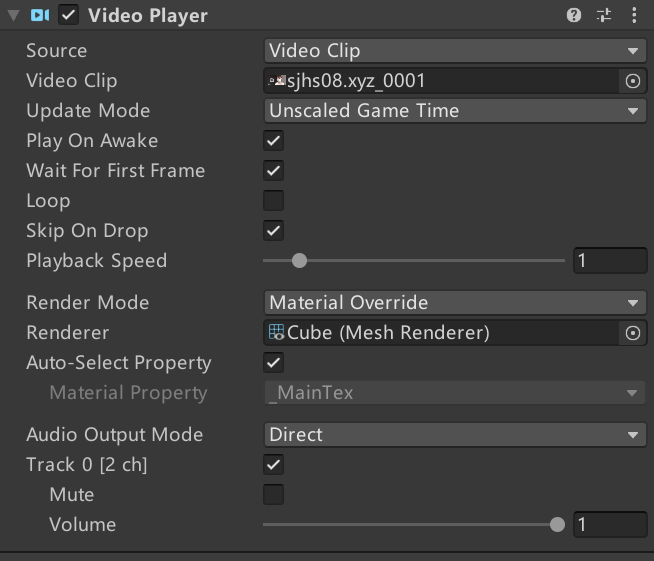 Video Player
Source Video Clip
Video Clip sjhs08.xyz_0001
Update Mode Unscaled Game Time
Play On Awake
Wait For First Frame
Loop
Skip On Drop
Playback Speed 1
Render Mode Material Override
Renderer Cube (Mesh Renderer)
Auto-Select Property
Material Property _MainTex
Audio Output Mode Direct
Track 0 [2 ch]
Mute
Volume 1